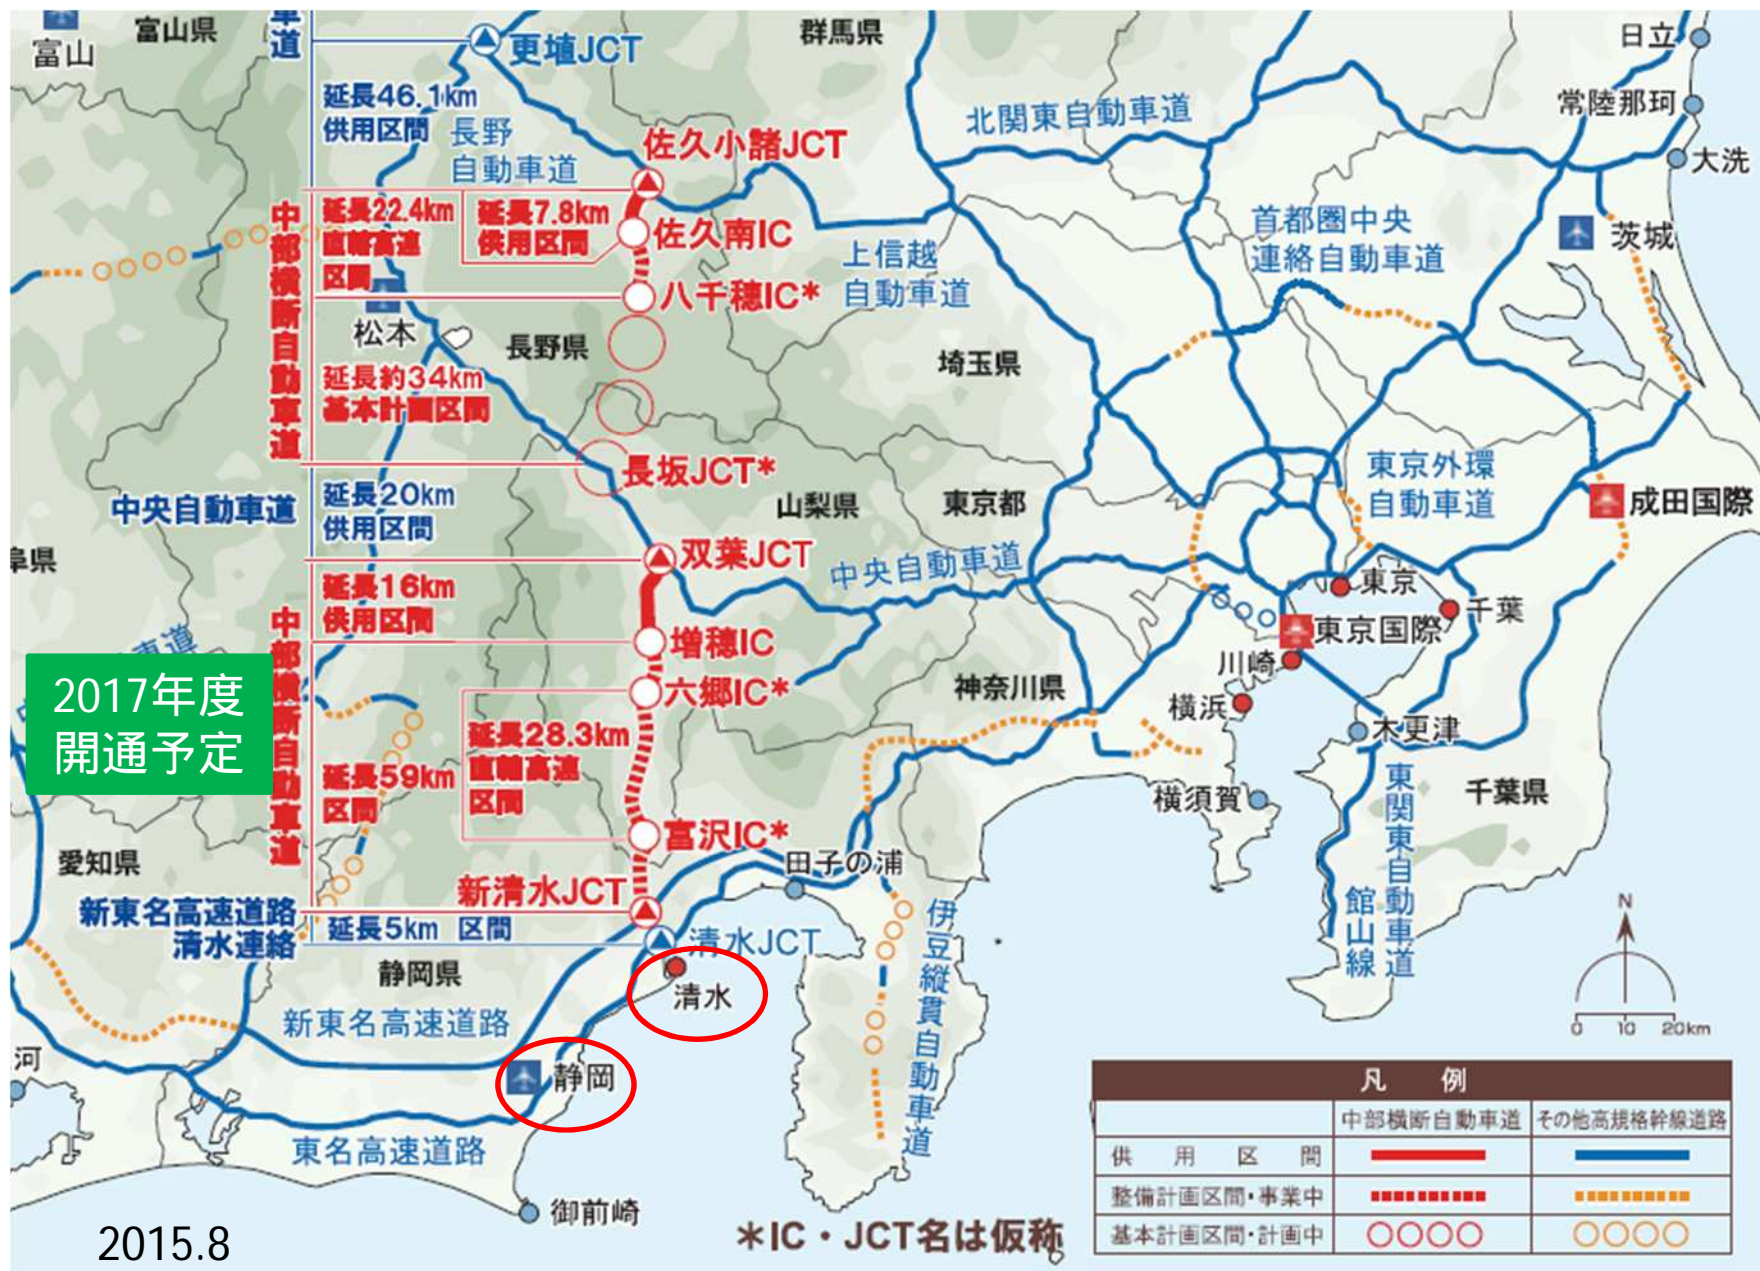 富山
富山県
車道
更埴JCT
群馬県
日立
延長46.1km
供用区間
長野
自動車道
北関東自動車道
常陸那珂
大洗
佐久小諸JCT
中部横断自動車道
延長22.4km
直轄高速
区間
延長7.8km
供用区間
佐久南IC
八千穂IC*
上信越
自動車道
首都圏中央
連絡自動車道
茨城
松本
長野県
埼玉県
延長約34km
基本計画区間
長坂JCT*
中央自動車道
延長20km
供用区間
山梨県
東京都
東京外環
自動車道
成田国際
阜県
双葉JCT
中央自動車道
延長16km
供用区間
増穂IC
東京
千葉
東京国際
川崎
中部横断自動車道
車道
2017年度
開通予定
六郷IC*
神奈川県
横浜
木更津
延長28.3km
直轄高速
区間
延長59km
区間
横須賀
千葉県
東関東自動車道
館山線
富沢IC*
愛知県
田子の浦
新清水JCT
新東名高速道路
清水連絡
延長5km 区間
清水JCT
清水
伊豆縦貫自動車道
静岡県
新東名高速道路
河
静岡
東名高速道路
御前崎
N
0 10 20km
凡 例
中部横断自動車道 その他高規格幹線道路
供用区間
整備計画区間・事業中
基本計画区間・計画中
2015.8
*IC・JCT名は仮称